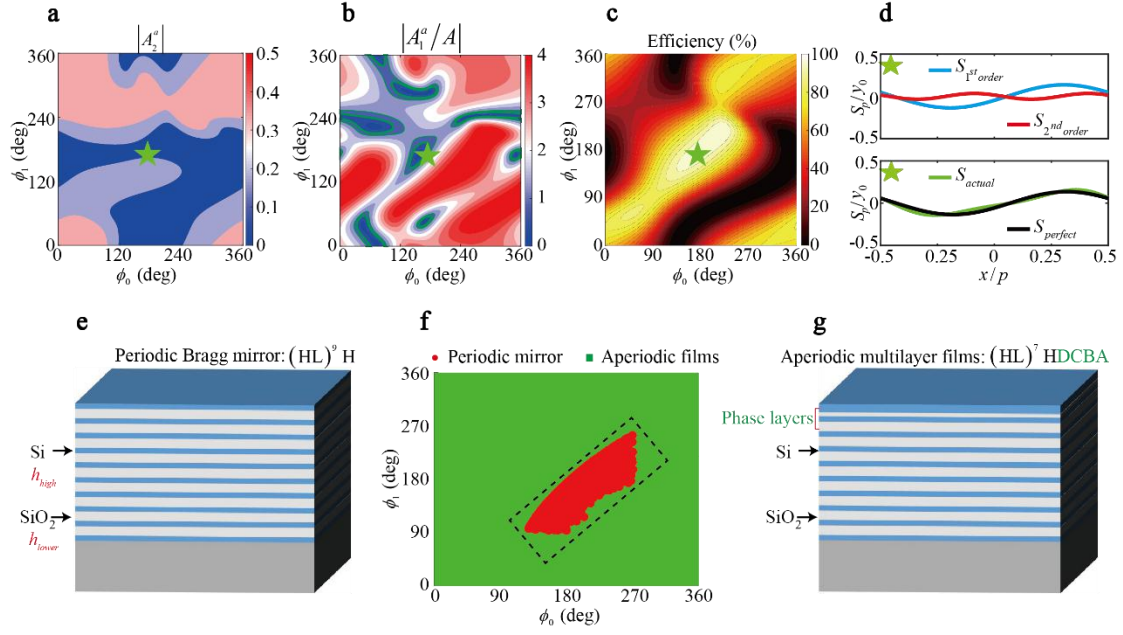 a
|A₂ᵃ|
360
240
120
0
0 120 240 360
ϕ₁ (deg)
ϕ₀ (deg)
0.5
0.4
0.3
0.2
0.1
0
b
|A₁ᵃ/A|
360
240
120
0
0 120 240 360
ϕ₁ (deg)
ϕ₀ (deg)
4
3
2
1
0
c
Efficiency (%)
360
270
180
90
0
0 90 180 270 360
ϕ₁ (deg)
ϕ₀ (deg)
100
80
60
40
20
0
d
0.5
0
-0.5
Sₚ/y₀
S1ˢᵗorder
S2ⁿᵈorder
0.5
0
-0.5
Sₚ/y₀
Sactual
Sperfect
-0.5 -0.25 0 0.25 0.5
x/p
e
Periodic Bragg mirror: (HL)⁹ H
Si
hhigh
SiO₂
hlower
f
Periodic mirror Aperiodic films
360
270
180
90
0
0 90 180 270 360
ϕ₁ (deg)
ϕ₀ (deg)
g
Aperiodic multilayer films: (HL)⁷ HDCBA
Phase layers
Si
SiO₂